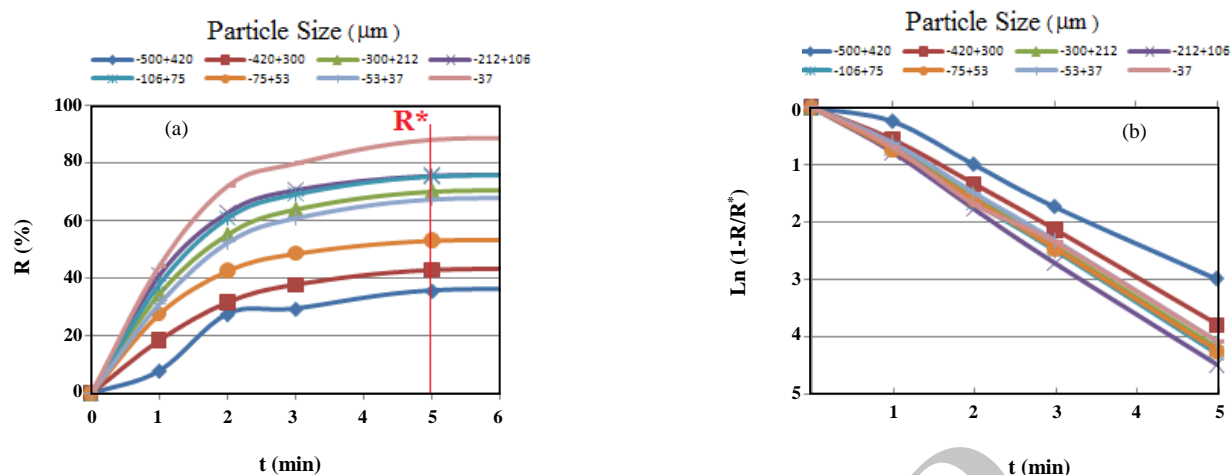 Particle Size (μm)
-500+420 -420+300 -300+212 -212+106
-106+75 -75+53 -53+37 -37
100
80
60
40
20
0
R (%)
(a)
R*
0 1 2 3 4 5 6
t (min)
Particle Size (μm)
-500+420 -420+300 -300+212 -212+106
-106+75 -75+53 -53+37 -37
0
1
2
3
4
5
Ln (1-R/R*)
(b)
1 2 3 4 5
t (min)